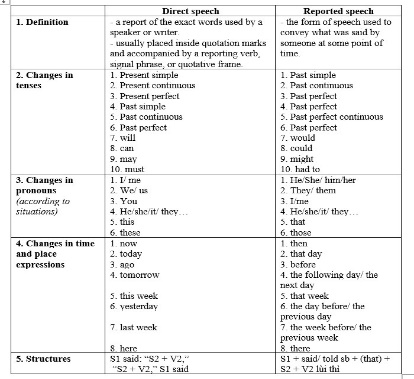 Direct speech Reported speech
1. Definition - a report of the exact words used by a - the form of speech used to
speaker or writer. convey what was said by
- usually placed inside quotation marks someone at some point of
and accompanied by a reporting verb, time.
signal phrase, or quotative frame.
2. Changes in 1. Present simple 1. Past simple
tenses 2. Present continuous 2. Past continuous
3. Present perfect 3. Past perfect
4. Past simple 4. Past perfect
5. Past continuous 5. Past perfect continuous
6. Past perfect 6. Past perfect
7. will 7. would
8. can 8. could
9. may 9. might
10. must 10. had to
3. Changes in 1. I/ me 1. He/She/ him/her
pronouns 2. We/ us 2. They/ them
(according to 3. You 3. I/me
situations) 4. He/she/it/ they… 4. He/she/it/ they…
5. this 5. that
6. these 6. those
4. Changes in time 1. now 1. then
and place 2. today 2. that day
expressions 3. ago 3. before
4. tomorrow 4. the following day/ the
next day
5. this week 5. that week
6. yesterday 6. the day before/ the
previous day
7. last week 7. the week before/ the
previous week
8. here 8. there
5. Structures S1 said: “S2 + V2,“ S1 + said/ told sb + (that) +
“S2 + V2,” S1 said S2 + V2 lùi thì